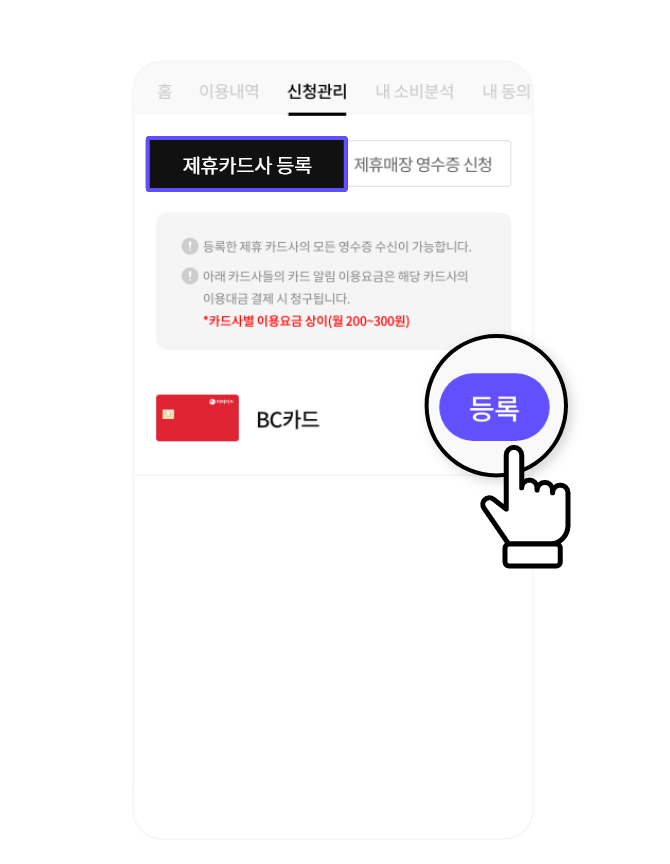 홈 이용내역 신청관리 내 소비분석 내 동의
제휴카드사 등록 제휴매장 영수증 신청
! 등록한 제휴 카드사의 모든 영수증 수신이 가능합니다.
! 아래 카드사들의 카드 알림 이용요금은 해당 카드사의
이용대금 결제 시 청구됩니다.
*카드사별 이용요금 상이(월 200~300원)
BC카드 등록